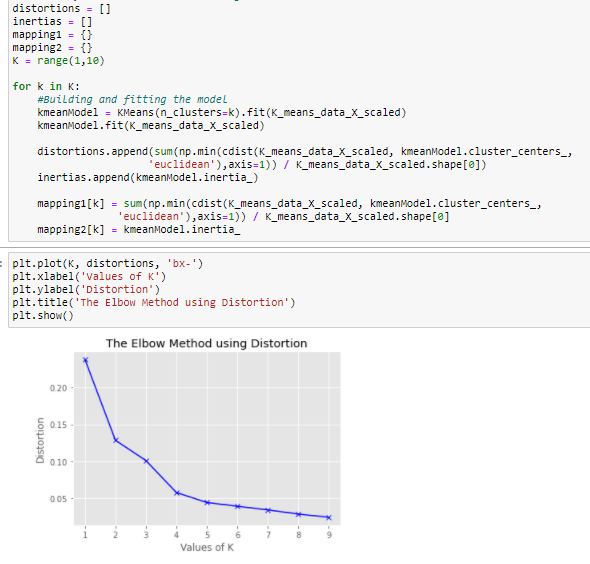 distortions = []
inertias = []
mapping1 = {}
mapping2 = {}
K = range(1,10)
for k in K:
#Building and fitting the model
kmeanModel = KMeans(n_clusters=k).fit(K_means_data_X_scaled)
kmeanModel.fit(K_means_data_X_scaled)
distortions.append(sum(np.min(cdist(K_means_data_X_scaled, kmeanModel.cluster_centers_,
'euclidean'),axis=1)) / K_means_data_X_scaled.shape[0])
inertias.append(kmeanModel.inertia_)
mapping1[k] = sum(np.min(cdist(K_means_data_X_scaled, kmeanModel.cluster_centers_,
'euclidean'),axis=1)) / K_means_data_X_scaled.shape[0]
mapping2[k] = kmeanModel.inertia_
plt.plot(K, distortions, 'bx-')
plt.xlabel('Values of K')
plt.ylabel('Distortion')
plt.title('The Elbow Method using Distortion')
plt.show()
The Elbow Method using Distortion
0.20
0.15
0.10
0.05
Distortion
1 2 3 4 5 6 7 8 9
Values of K